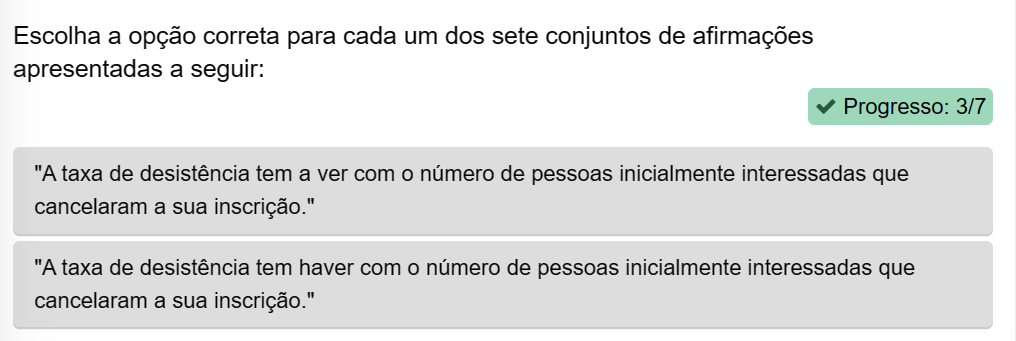 Escolha a opção correta para cada um dos sete conjuntos de afirmações
apresentadas a seguir:
Progresso: 3/7
"A taxa de desistência tem a ver com o número de pessoas inicialmente interessadas que
cancelaram a sua inscrição."
"A taxa de desistência tem haver com o número de pessoas inicialmente interessadas que
cancelaram a sua inscrição."